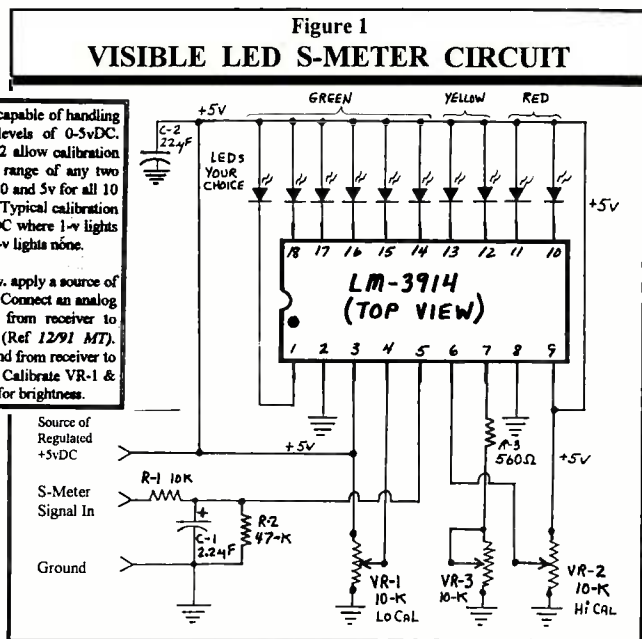 Figure 1
VISIBLE LED S-METER CIRCUIT
capable of handling
levels of 0-5vDC.
2 allow calibration
range of any two
0 and 5v for all 10
Typical calibration
C where 1-v lights
-v lights none.
v. apply a source of
Connect an analog
from receiver to
(Ref 12/91 MT).
nd from receiver to
Calibrate VR-1 &
for brightness.
+5v
GREEN
YELLOW
RED
C-2
22µF
LEDS
YOUR
CHOICE
+5v
18 17 16 15 14 13 12 11 10
LM-3914
(TOP VIEW)
1 2 3 4 5 6 7 8 9
Source of
Regulated
+5vDC
+5v
R-3
560Ω
+5v
R-1 10K
S-Meter
Signal In
+
C-1
2.2µF
R-2
47-K
Ground
VR-1
10-K
LO CAL
VR-3
10-K
VR-2
10-K
Hi CAL